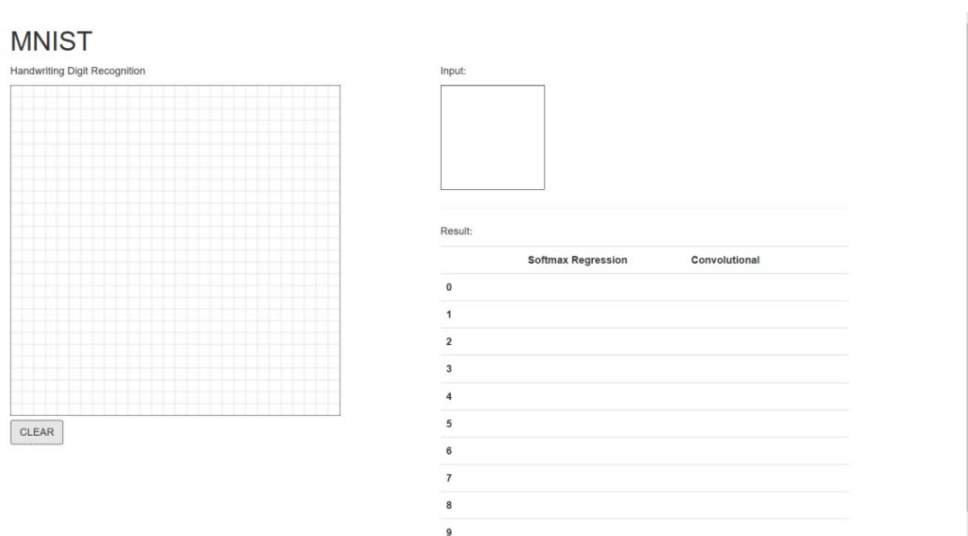 MNIST
Handwriting Digit Recognition
CLEAR
Input:
Result:
Softmax Regression Convolutional
0
1
2
3
4
5
6
7
8
9